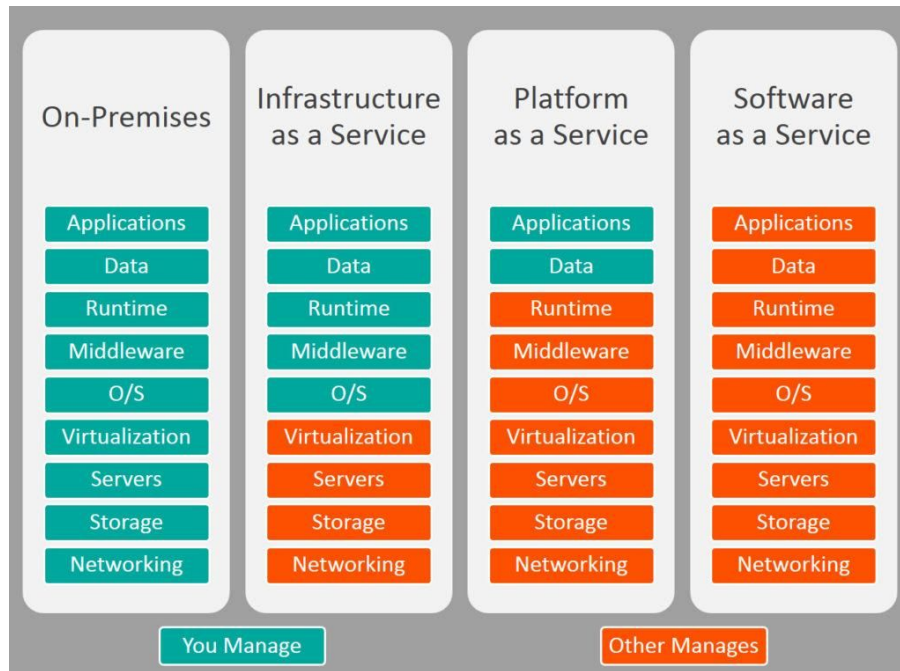 On-Premises
Applications
Data
Runtime
Middleware
O/S
Virtualization
Servers
Storage
Networking
Infrastructure
as a Service
Applications
Data
Runtime
Middleware
O/S
Virtualization
Servers
Storage
Networking
Platform
as a Service
Applications
Data
Runtime
Middleware
O/S
Virtualization
Servers
Storage
Networking
Software
as a Service
Applications
Data
Runtime
Middleware
O/S
Virtualization
Servers
Storage
Networking
You Manage
Other Manages